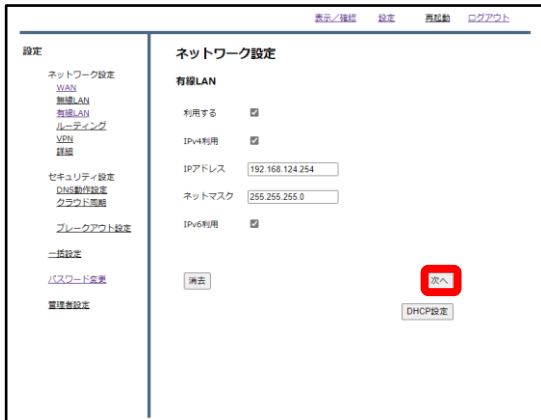 表示／確認 設定 再起動 ログアウト
設定
ネットワーク設定
WAN
無線LAN
有線LAN
ルーティング
VPN
詳細
セキュリティ設定
DNS動作設定
クラウド同期
ブレークアウト設定
一括設定
パスワード変更
管理者設定
ネットワーク設定
有線LAN
利用する
IPv4利用
IPアドレス 192.168.124.254
ネットマスク 255.255.255.0
IPv6利用
消去 次へ
DHCP設定